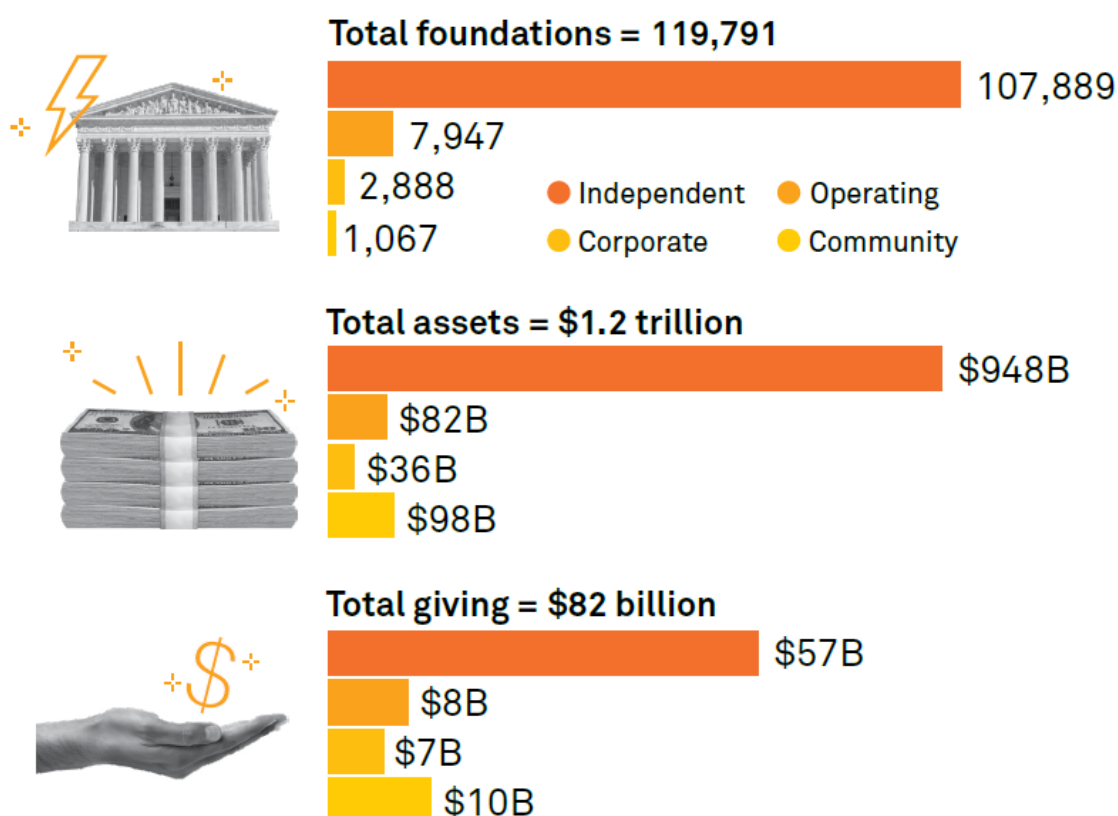 Total foundations = 119,791
107,889
7,947
2,888
1,067
Independent
Operating
Corporate
Community
Total assets = $1.2 trillion
$948B
$82B
$36B
$98B
Total giving = $82 billion
$57B
$8B
$7B
$10B
$